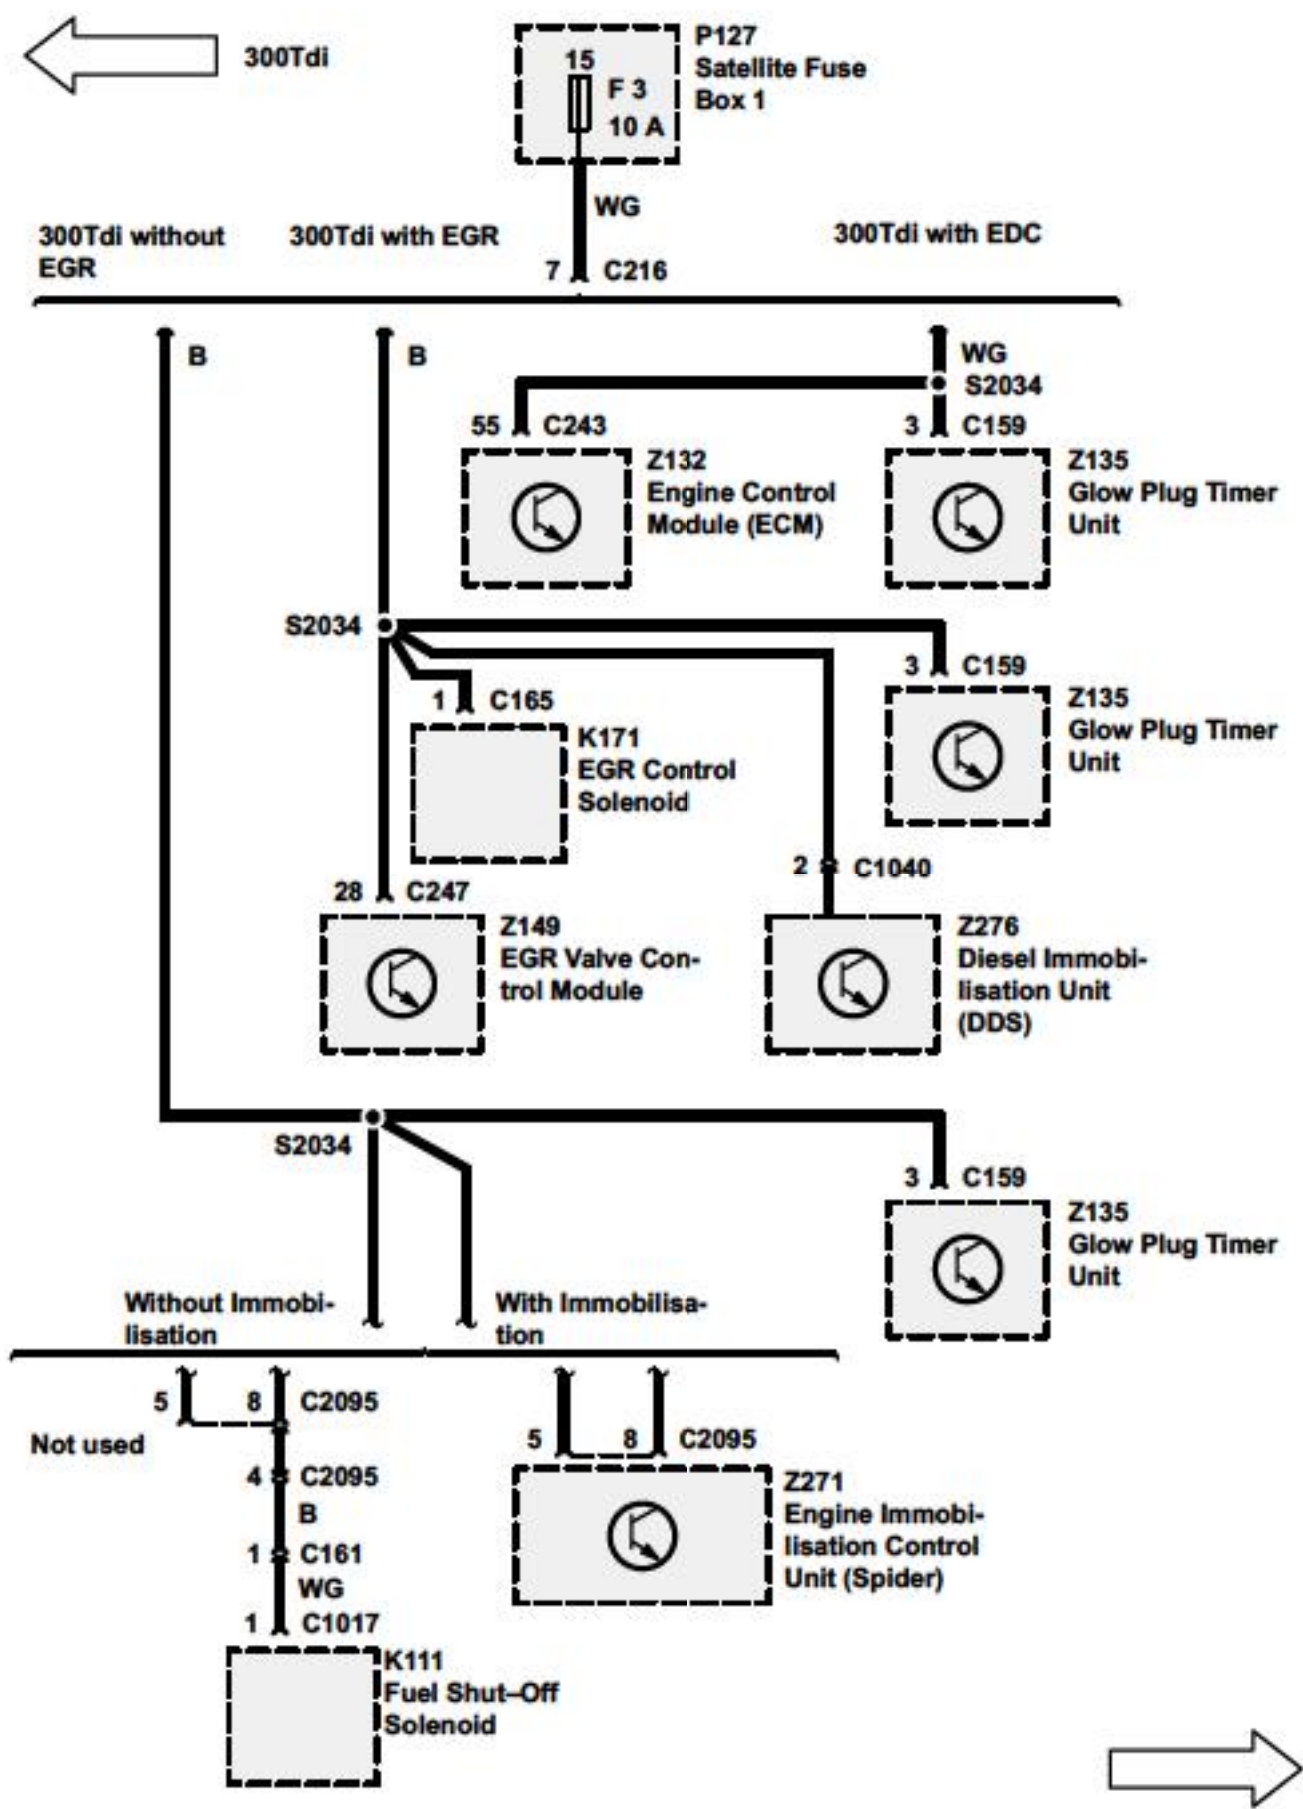 300Tdi
P127
Satellite Fuse
Box 1
15
F 3
10 A
WG
300Tdi without
EGR
300Tdi with EGR
300Tdi with EDC
7 C216
B
B
WG
S2034
55 C243
3 C159
Z132
Engine Control
Module (ECM)
Z135
Glow Plug Timer
Unit
S2034
3 C159
1 C165
Z135
Glow Plug Timer
Unit
K171
EGR Control
Solenoid
2 C1040
28 C247
Z149
EGR Valve Con-
trol Module
Z276
Diesel Immobi-
lisation Unit
(DDS)
S2034
3 C159
Z135
Glow Plug Timer
Unit
Without Immobi-
lisation
With Immobilisa-
tion
5 8 C2095
Not used
5 8 C2095
4 C2095
B
1 C161
WG
1 C1017
Z271
Engine Immobi-
lisation Control
Unit (Spider)
K111
Fuel Shut–Off
Solenoid